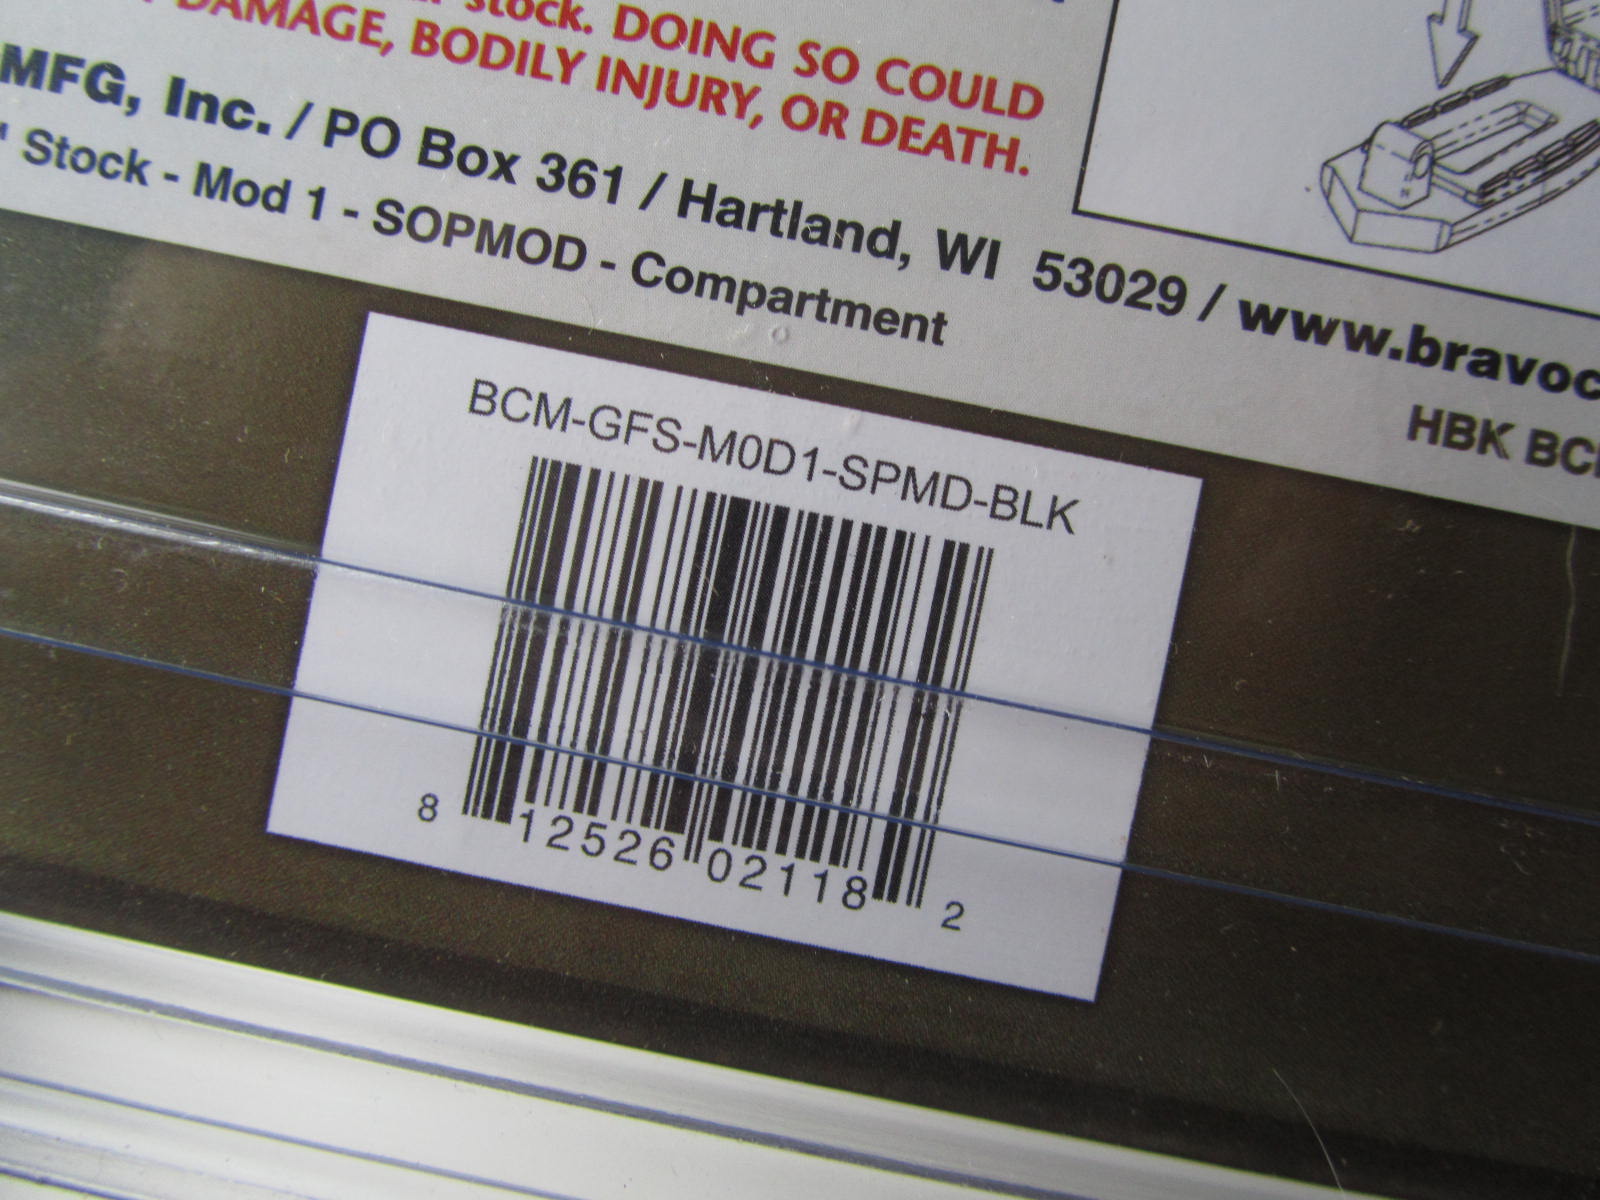 stock. DOING SO COULD
DAMAGE, BODILY INJURY, OR DEATH.
MFG, Inc. / PO Box 361 / Hartland, WI 53029 / www.bravoc
" Stock - Mod 1 - SOPMOD - Compartment
HBK BC
BCM-GFS-M0D1-SPMD-BLK
8 12526 02118 2